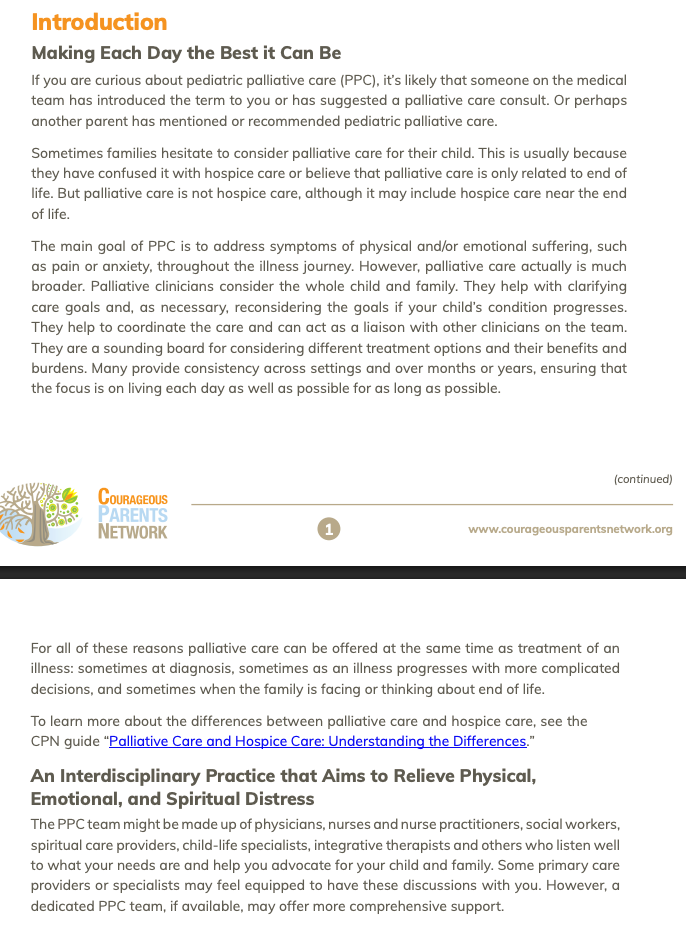 Introduction
Making Each Day the Best it Can Be
If you are curious about pediatric palliative care (PPC), it’s likely that someone on the medical
team has introduced the term to you or has suggested a palliative care consult. Or perhaps
another parent has mentioned or recommended pediatric palliative care.
Sometimes families hesitate to consider palliative care for their child. This is usually because
they have confused it with hospice care or believe that palliative care is only related to end of
life. But palliative care is not hospice care, although it may include hospice care near the end
of life.
The main goal of PPC is to address symptoms of physical and/or emotional suffering, such
as pain or anxiety, throughout the illness journey. However, palliative care actually is much
broader. Palliative clinicians consider the whole child and family. They help with clarifying
care goals and, as necessary, reconsidering the goals if your child’s condition progresses.
They help to coordinate the care and can act as a liaison with other clinicians on the team.
They are a sounding board for considering different treatment options and their benefits and
burdens. Many provide consistency across settings and over months or years, ensuring that
the focus is on living each day as well as possible for as long as possible.
(continued)
COURAGEOUS
PARENTS
NETWORK
1
www.courageousparentsnetwork.org
For all of these reasons palliative care can be offered at the same time as treatment of an
illness: sometimes at diagnosis, sometimes as an illness progresses with more complicated
decisions, and sometimes when the family is facing or thinking about end of life.
To learn more about the differences between palliative care and hospice care, see the
CPN guide “Palliative Care and Hospice Care: Understanding the Differences.”
An Interdisciplinary Practice that Aims to Relieve Physical,
Emotional, and Spiritual Distress
The PPC team might be made up of physicians, nurses and nurse practitioners, social workers,
spiritual care providers, child-life specialists, integrative therapists and others who listen well
to what your needs are and help you advocate for your child and family. Some primary care
providers or specialists may feel equipped to have these discussions with you. However, a
dedicated PPC team, if available, may offer more comprehensive support.